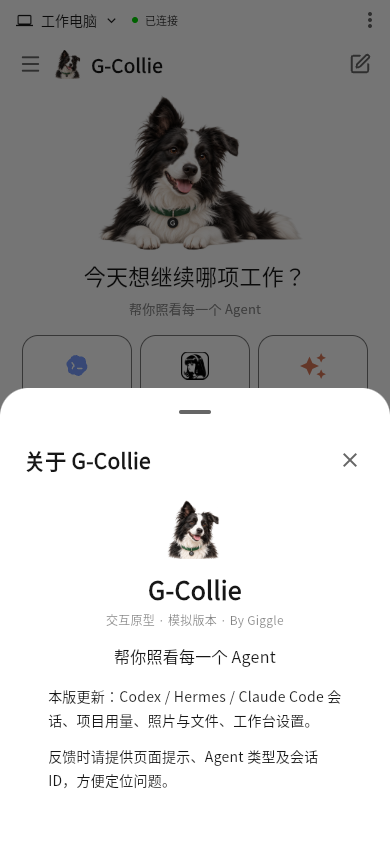 工作电脑
已连接
G-Collie
今天想继续哪项工作？
帮你照看每一个 Agent
关于 G-Collie
G-Collie
交互原型 · 模拟版本 · By Giggle
帮你照看每一个 Agent
本版更新：Codex / Hermes / Claude Code 会
话、项目用量、照片与文件、工作台设置。
反馈时请提供页面提示、Agent 类型及会话
ID，方便定位问题。